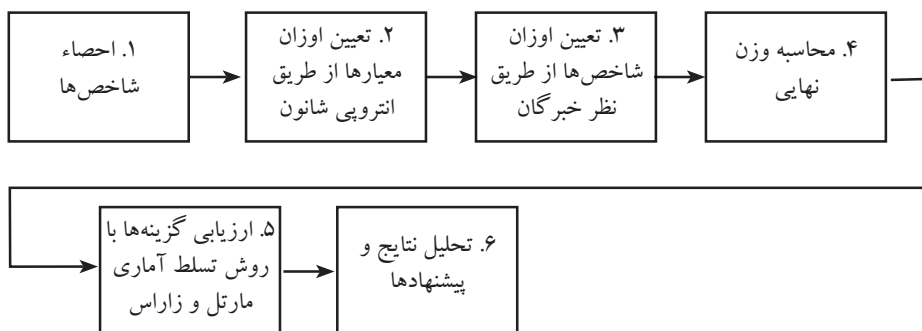 ۱. احصاء
شاخص‌ها
۲. تعیین اوزان
معیارها از طریق
انتروپی شانون
۳. تعیین اوزان
شاخص‌ها از طریق
نظر خبرگان
۴. محاسبه وزن
نهایی
۵. ارزیابی گزینه‌ها با
روش تسلط آماری
مارتل و زاراس
۶. تحلیل نتایج و
پیشنهادها